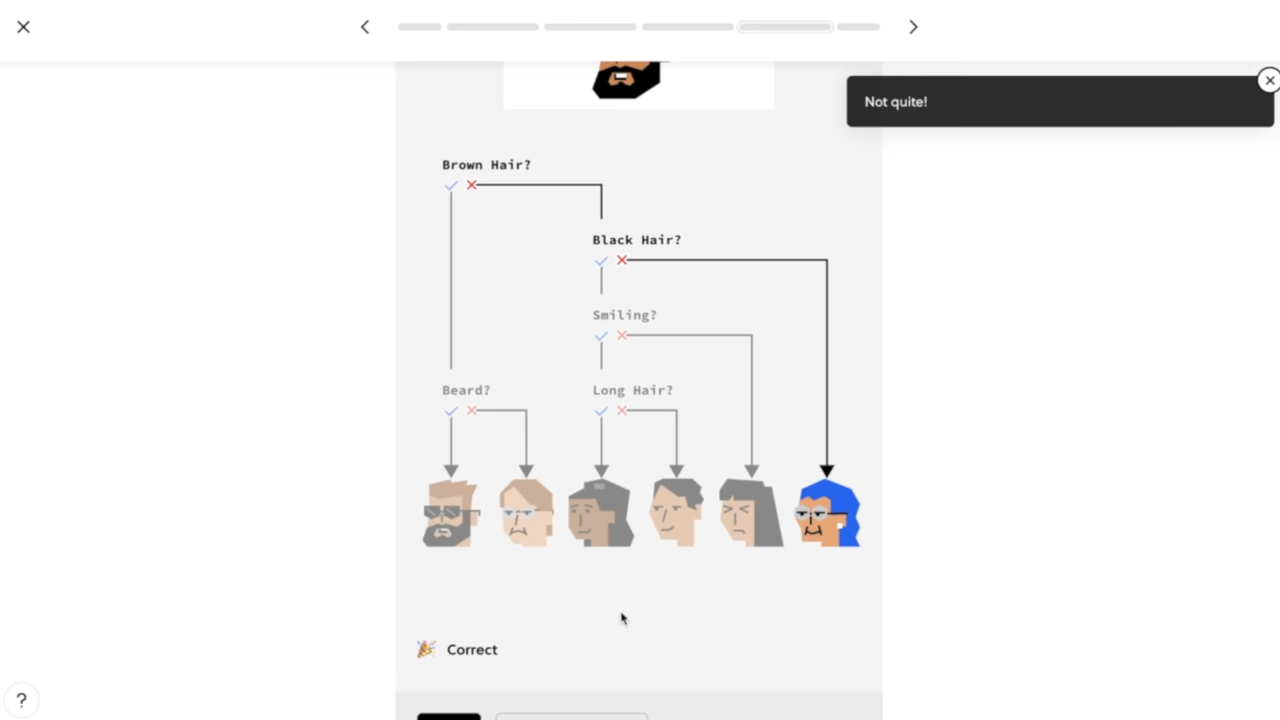 Not quite!
Brown Hair?
Black Hair?
Smiling?
Beard?
Long Hair?
Correct
?